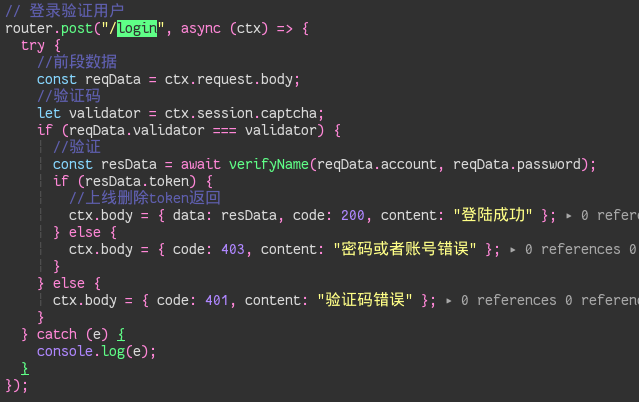 // 登录验证用户
router.post("/login", async (ctx) => {
try {
//前段数据
const reqData = ctx.request.body;
//验证码
let validator = ctx.session.captcha;
if (reqData.validator === validator) {
//验证
const resData = await verifyName(reqData.account, reqData.password);
if (resData.token) {
//上线删除token返回
ctx.body = { data: resData, code: 200, content: "登陆成功" }; ▸ 0 refere
} else {
ctx.body = { code: 403, content: "密码或者账号错误" }; ▸ 0 references 0
}
} else {
ctx.body = { code: 401, content: "验证码错误" }; ▸ 0 references 0 referen
}
} catch (e) {
console.log(e);
}
});